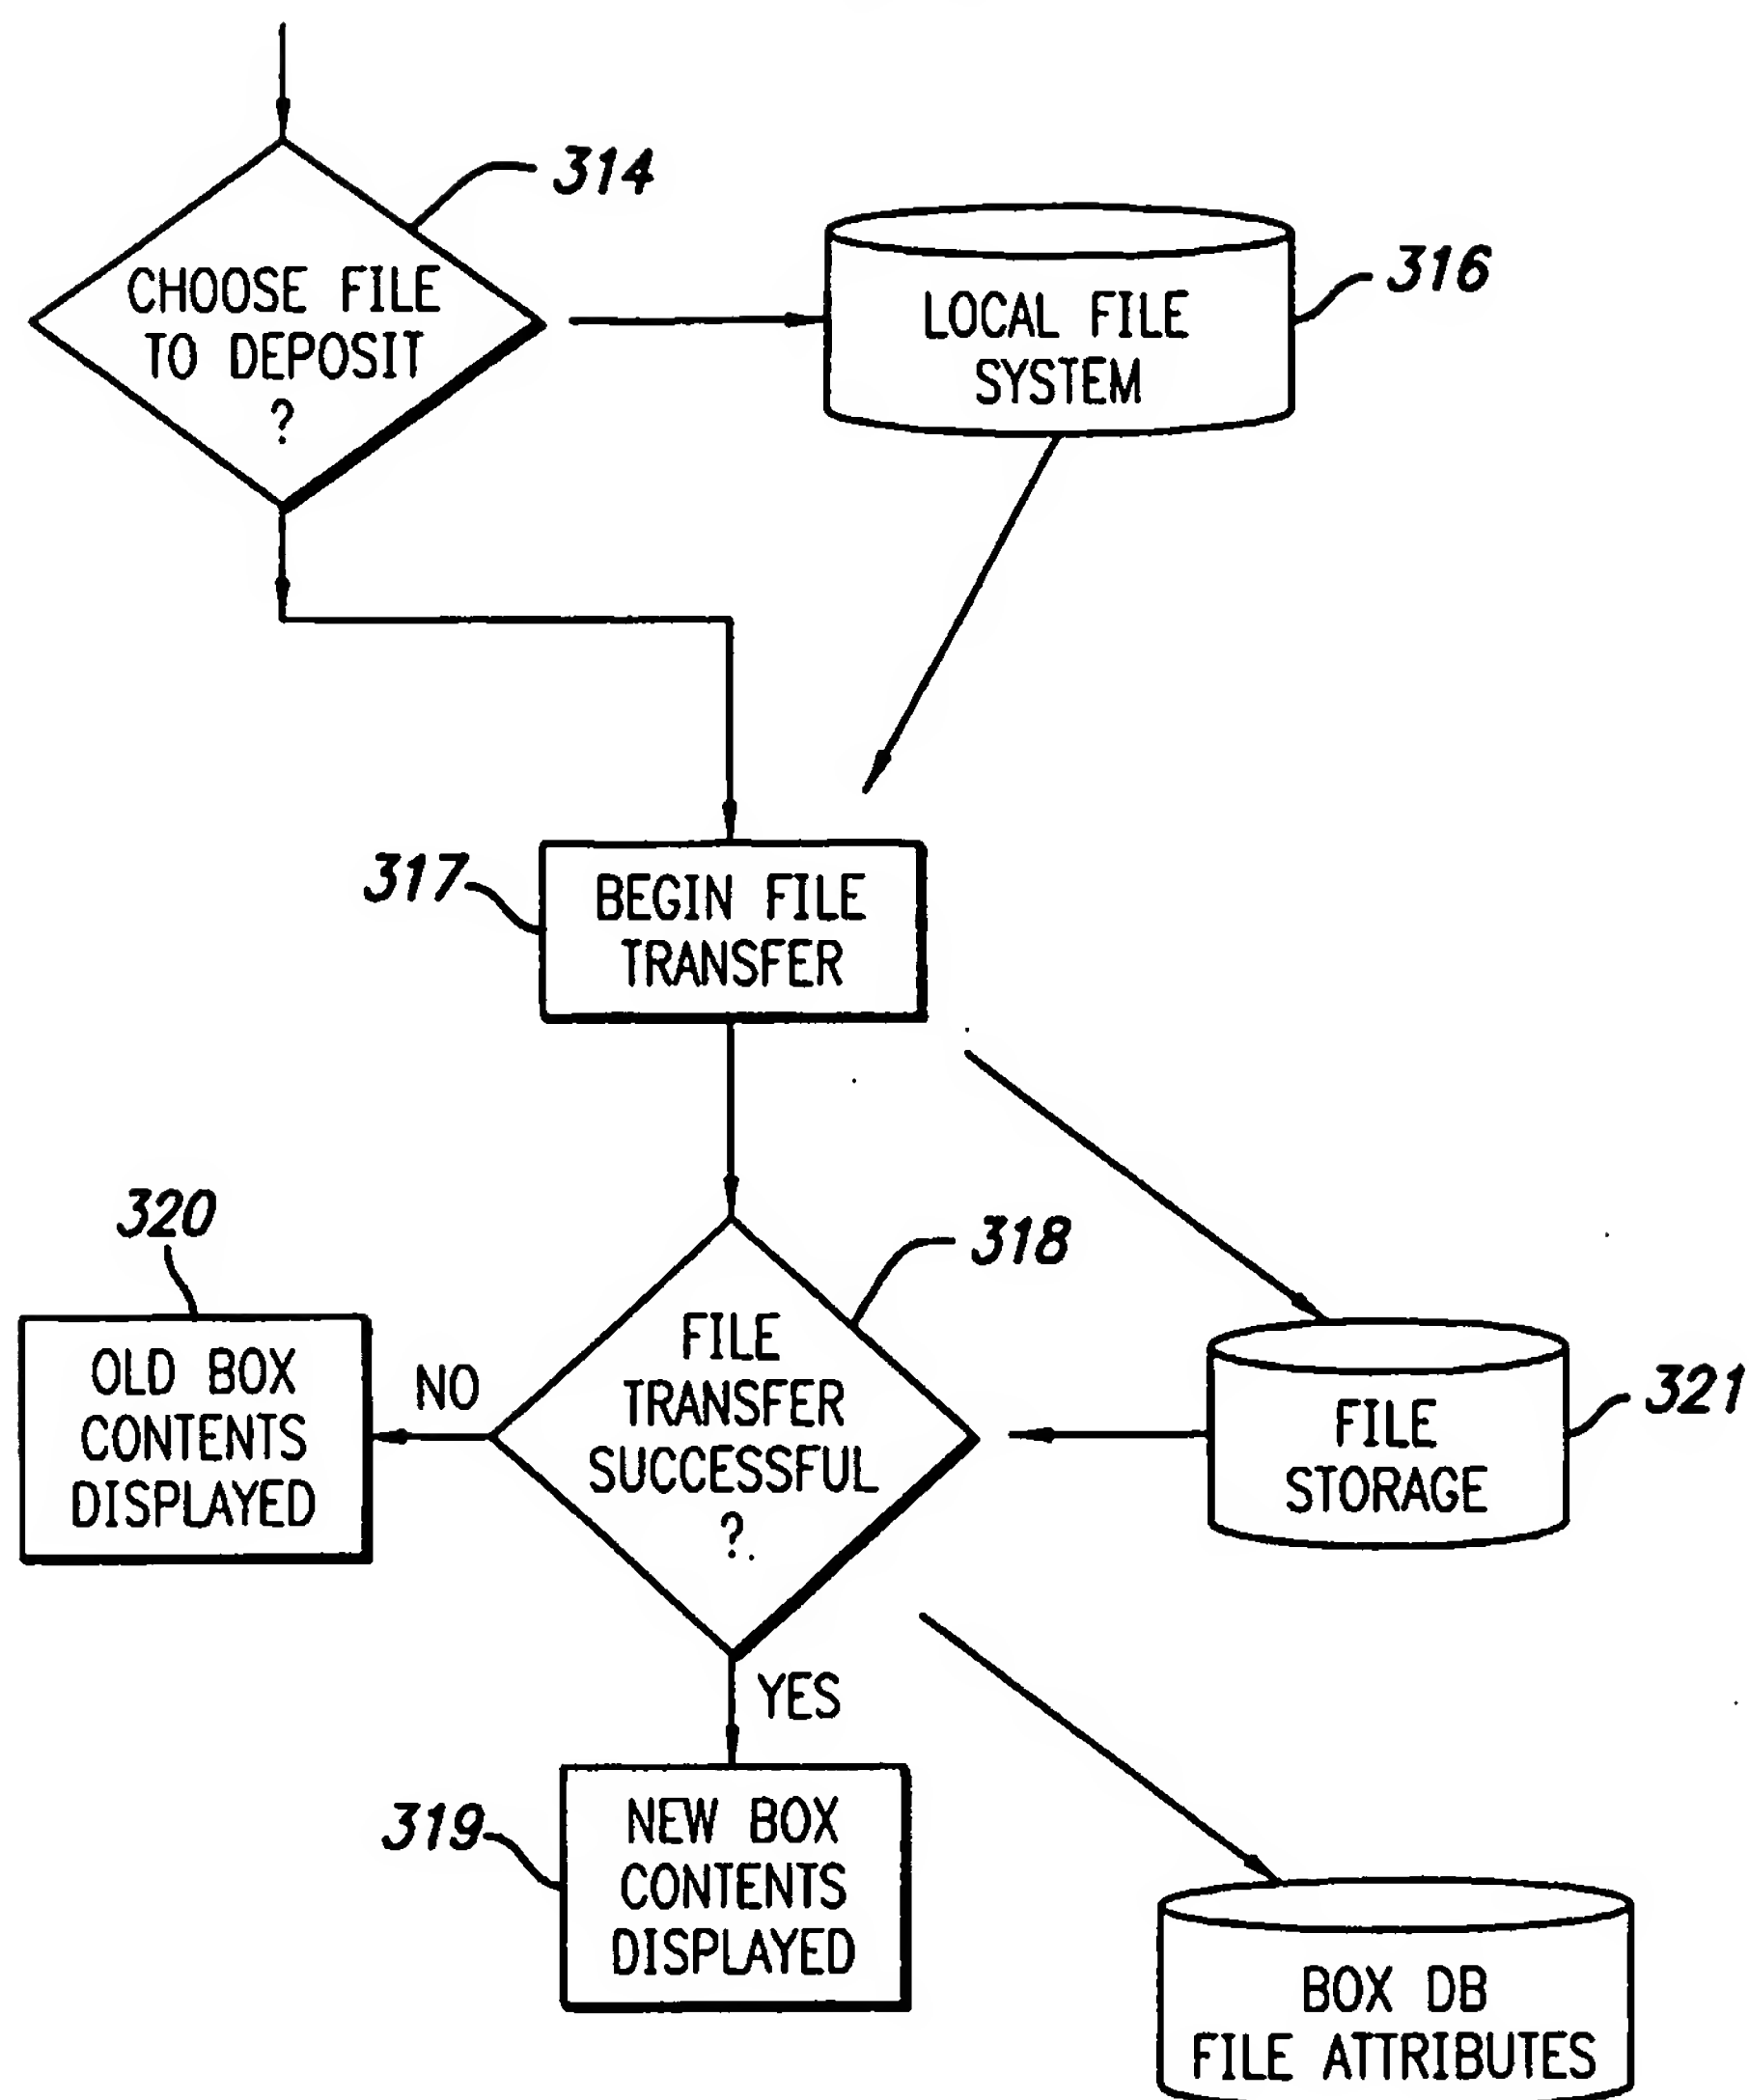 314
CHOOSE FILE
TO DEPOSIT
?
316
LOCAL FILE
SYSTEM
317
BEGIN FILE
TRANSFER
320
318
OLD BOX
CONTENTS
DISPLAYED
NO
FILE
TRANSFER
SUCCESSFUL
?
321
FILE
STORAGE
YES
319
NEW BOX
CONTENTS
DISPLAYED
BOX DB
FILE ATTRIBUTES